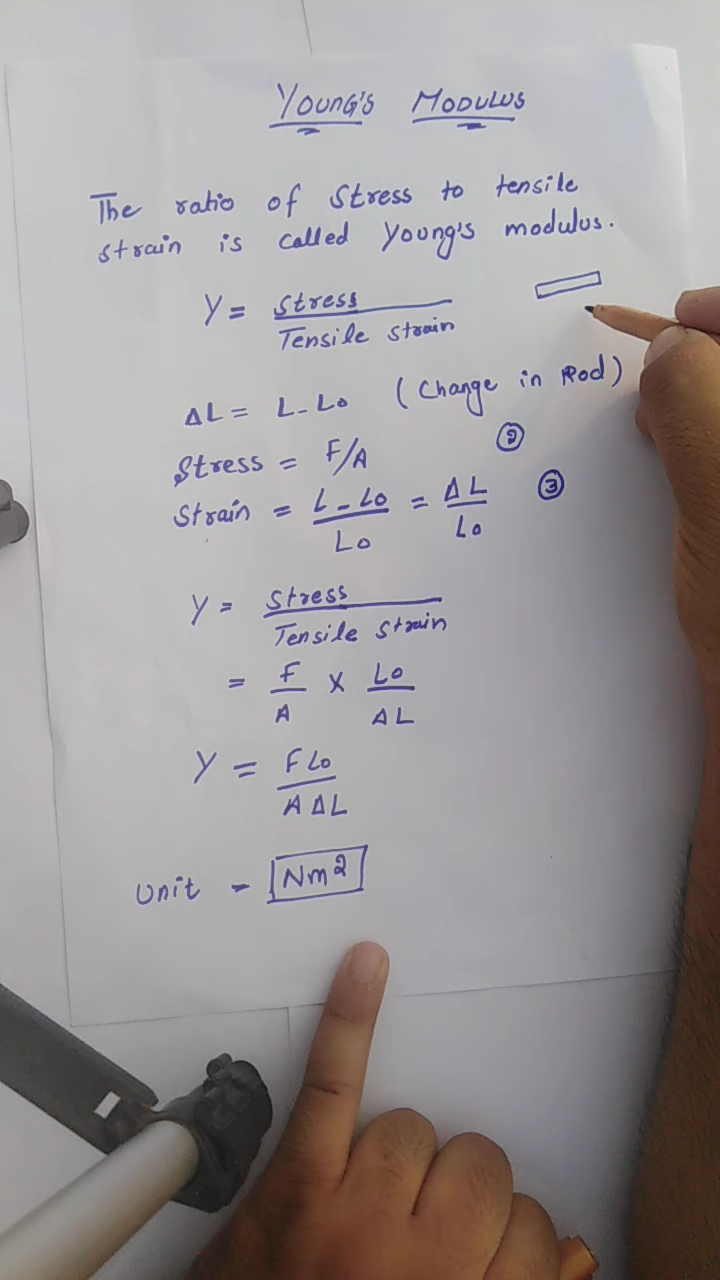 YOUNG'S MODULUS
The ratio of Stress to tensile
strain is called Young's modulus.
Y = Stress / Tensile strain
ΔL = L - Lo (Change in Rod)
Stress = F/A ②
Strain = L - Lo / Lo = ΔL / Lo ③
Y = Stress / Tensile strain
= F / A × Lo / ΔL
Y = FLo / A ΔL
Unit - Nm2